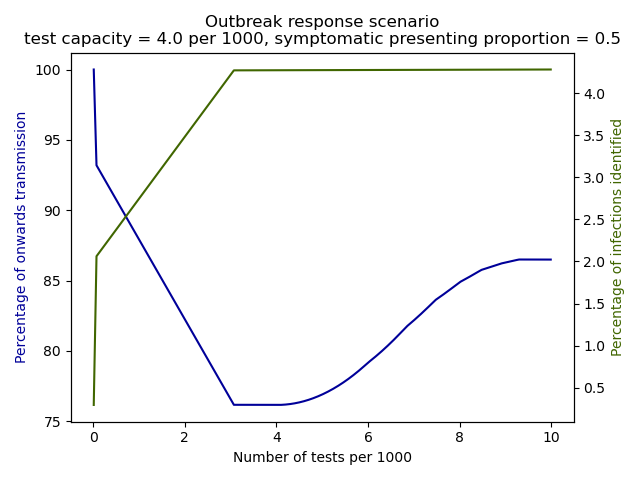 Outbreak response scenario
test capacity = 4.0 per 1000, symptomatic presenting proportion = 0.5
100
95
90
85
80
75
Percentage of onwards transmission
4.0
3.5
3.0
2.5
2.0
1.5
1.0
0.5
Percentage of infections identified
0 2 4 6 8 10
Number of tests per 1000